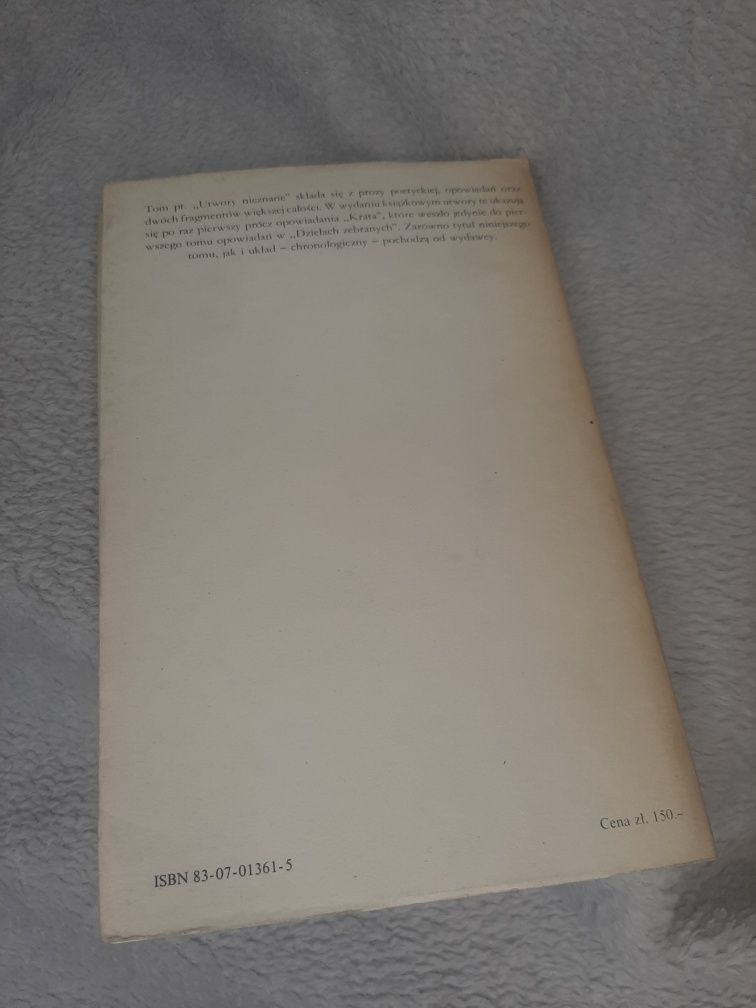 Tom pt. „Utwory nieznane" składa się z prozy poetyckiej, opowiadań oraz
dwóch fragmentów większej całości. W wydaniu książkowym utwory te ukazują
się po raz pierwszy prócz opowiadania „Krata", które weszło jedynie do pier-
wszego tomu opowiadań w „Dziełach zebranych". Zarówno tytuł niniejszego
tomu, jak i układ – chronologiczny – pochodzą od wydawcy.
Cena zł. 150.–
ISBN 83-07-01361-5